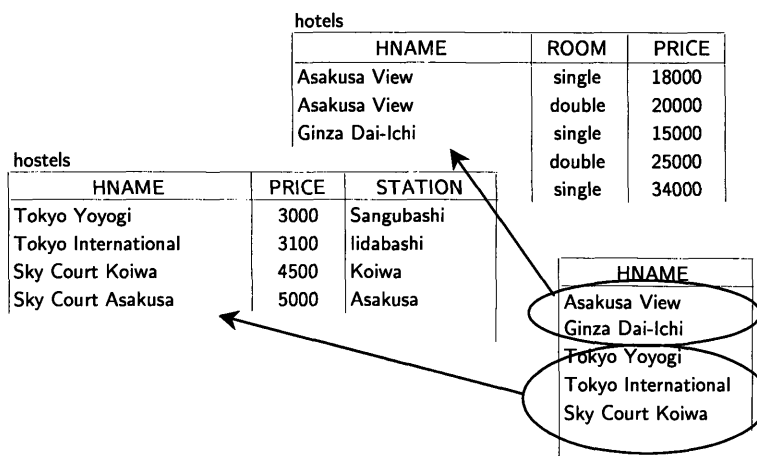 hotels
HNAME ROOM PRICE
Asakusa View single 18000
Asakusa View double 20000
Ginza Dai-Ichi single 15000
double 25000
single 34000
hostels
HNAME PRICE STATION
Tokyo Yoyogi 3000 Sangubashi
Tokyo International 3100 Iidabashi
Sky Court Koiwa 4500 Koiwa
Sky Court Asakusa 5000 Asakusa
HNAME
Asakusa View
Ginza Dai-Ichi
Tokyo Yoyogi
Tokyo International
Sky Court Koiwa